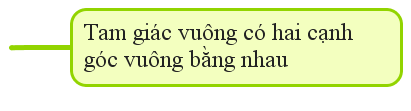 Tam giác vuông có hai cạnh
góc vuông bằng nhau